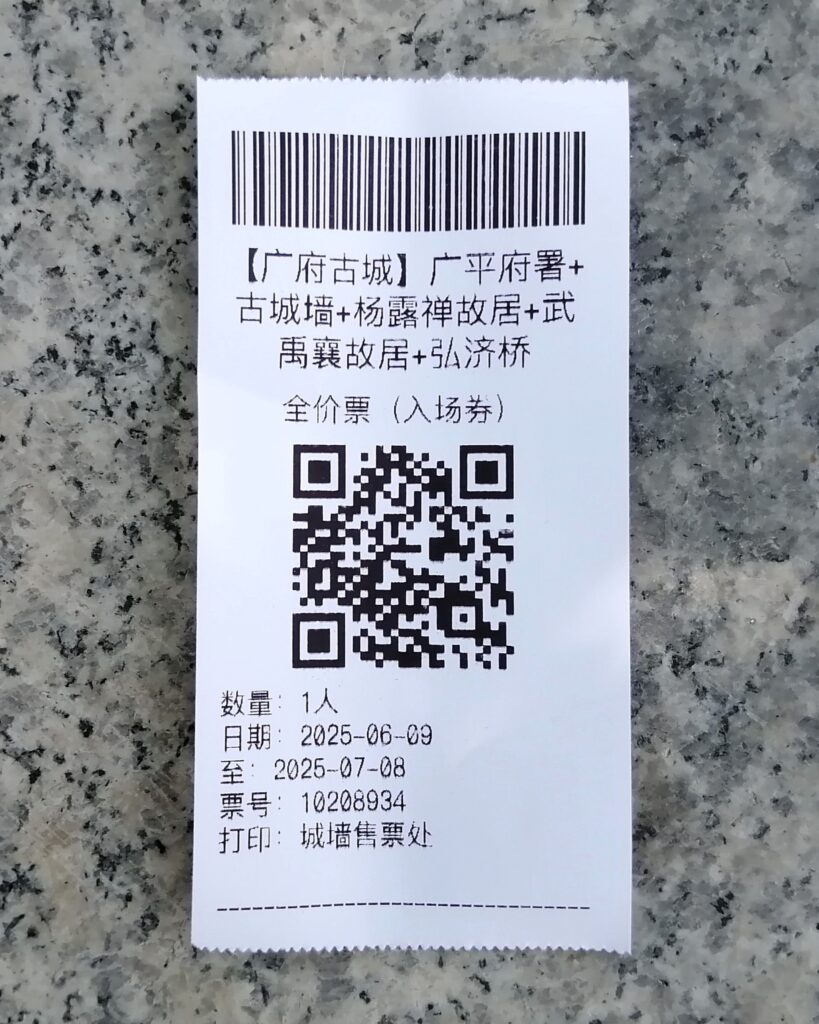 【广府古城】广平府署+
古城墙+杨露禅故居+武
禹襄故居+弘济桥
全价票（入场券）
数量：1人
日期：2025-06-09
至：2025-07-08
票号：10208934
打印：城墙售票处